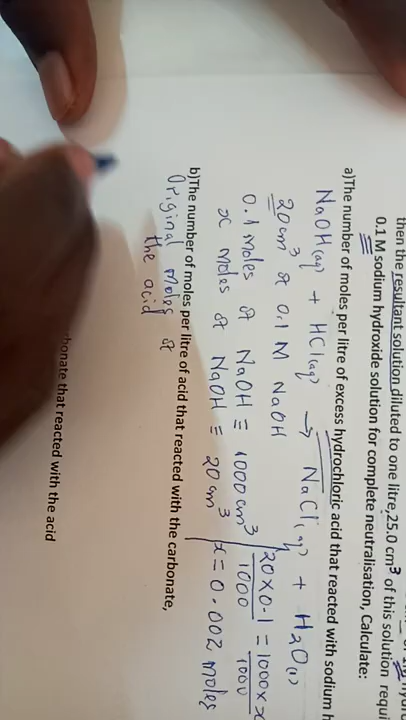 then the resultant solution diluted to one litre, 25.0 cm³ of this solution requi
0.1 M sodium hydroxide solution for complete neutralisation, Calculate:
a)The number of moles per litre of excess hydrochloric acid that reacted with sodium h
NaOH(aq) + HCl(aq) → NaCl(aq) + H₂O(l)
20cm³ of 0.1 M NaOH
0.1 moles of NaOH = 1000cm³
x moles of NaOH = 20cm³
20×0.1 = 1000×x
1000 1000
x = 0.002 moles
b)The number of moles per litre of acid that reacted with the carbonate,
Original moles of
the acid
bonate that reacted with the acid